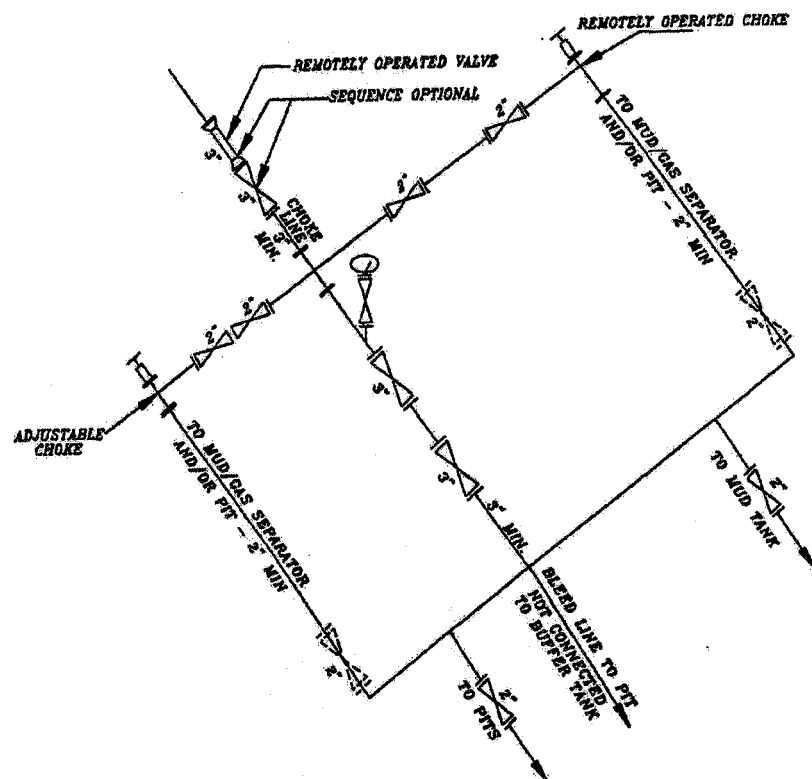 REMOTELY OPERATED CHOKE
REMOTELY OPERATED VALVE
SEQUENCE OPTIONAL
3"
3"
CHOKE
LINE
3"
MIN.
2"
2"
TO MUD/GAS SEPARATOR
AND/OR PIT - 2" MIN
2"
2"
2"
ADJUSTABLE
CHOKE
TO MUD/GAS SEPARATOR
AND/OR PIT - 2" MIN
2"
3"
3"
3" MIN.
BLEED LINE TO PIT
NOT CONNECTED
TO BUFFER TANK
2"
TO PITS
2"
TO MUD TANK